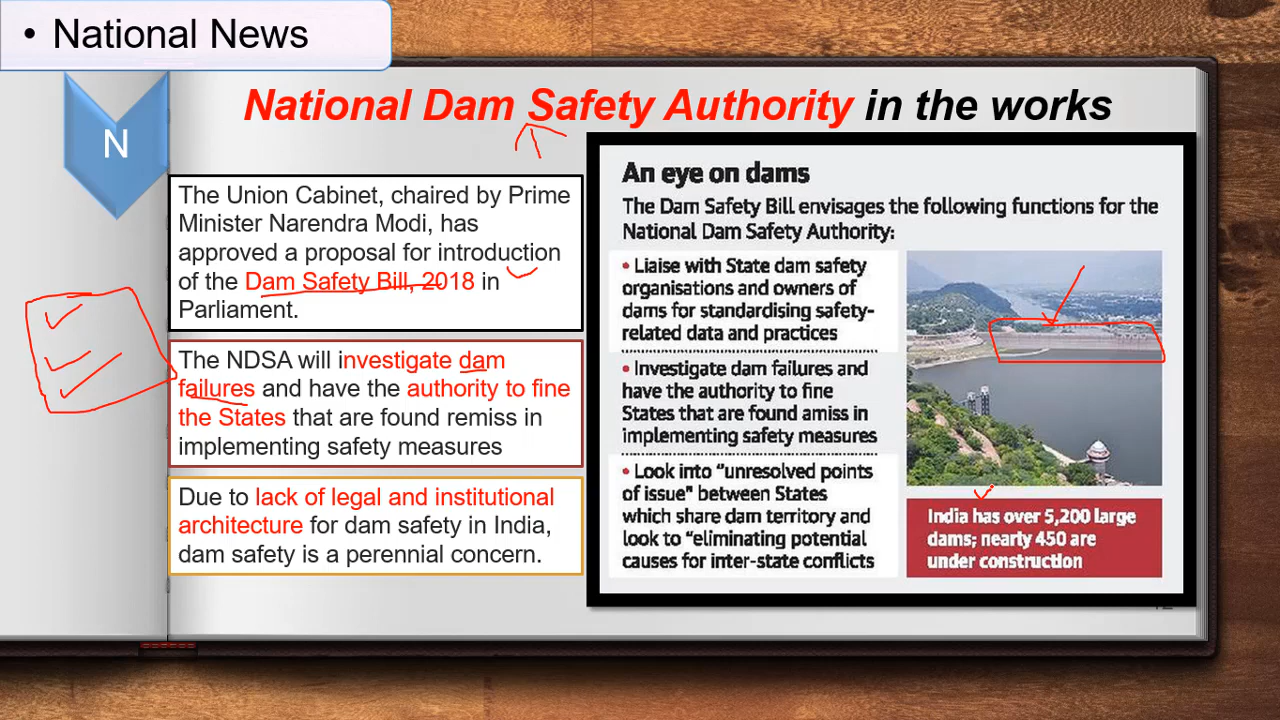 • National News
N
National Dam Safety Authority in the works
The Union Cabinet, chaired by Prime
Minister Narendra Modi, has
approved a proposal for introduction
of the Dam Safety Bill, 2018 in
Parliament.
The NDSA will investigate dam
failures and have the authority to fine
the States that are found remiss in
implementing safety measures
Due to lack of legal and institutional
architecture for dam safety in India,
dam safety is a perennial concern.
An eye on dams
The Dam Safety Bill envisages the following functions for the
National Dam Safety Authority:
• Liaise with State dam safety
organisations and owners of
dams for standardising safety-
related data and practices
• Investigate dam failures and
have the authority to fine
States that are found amiss in
implementing safety measures
• Look into "unresolved points
of issue" between States
which share dam territory and
look to "eliminating potential
causes for inter-state conflicts
India has over 5,200 large
dams; nearly 450 are
under construction